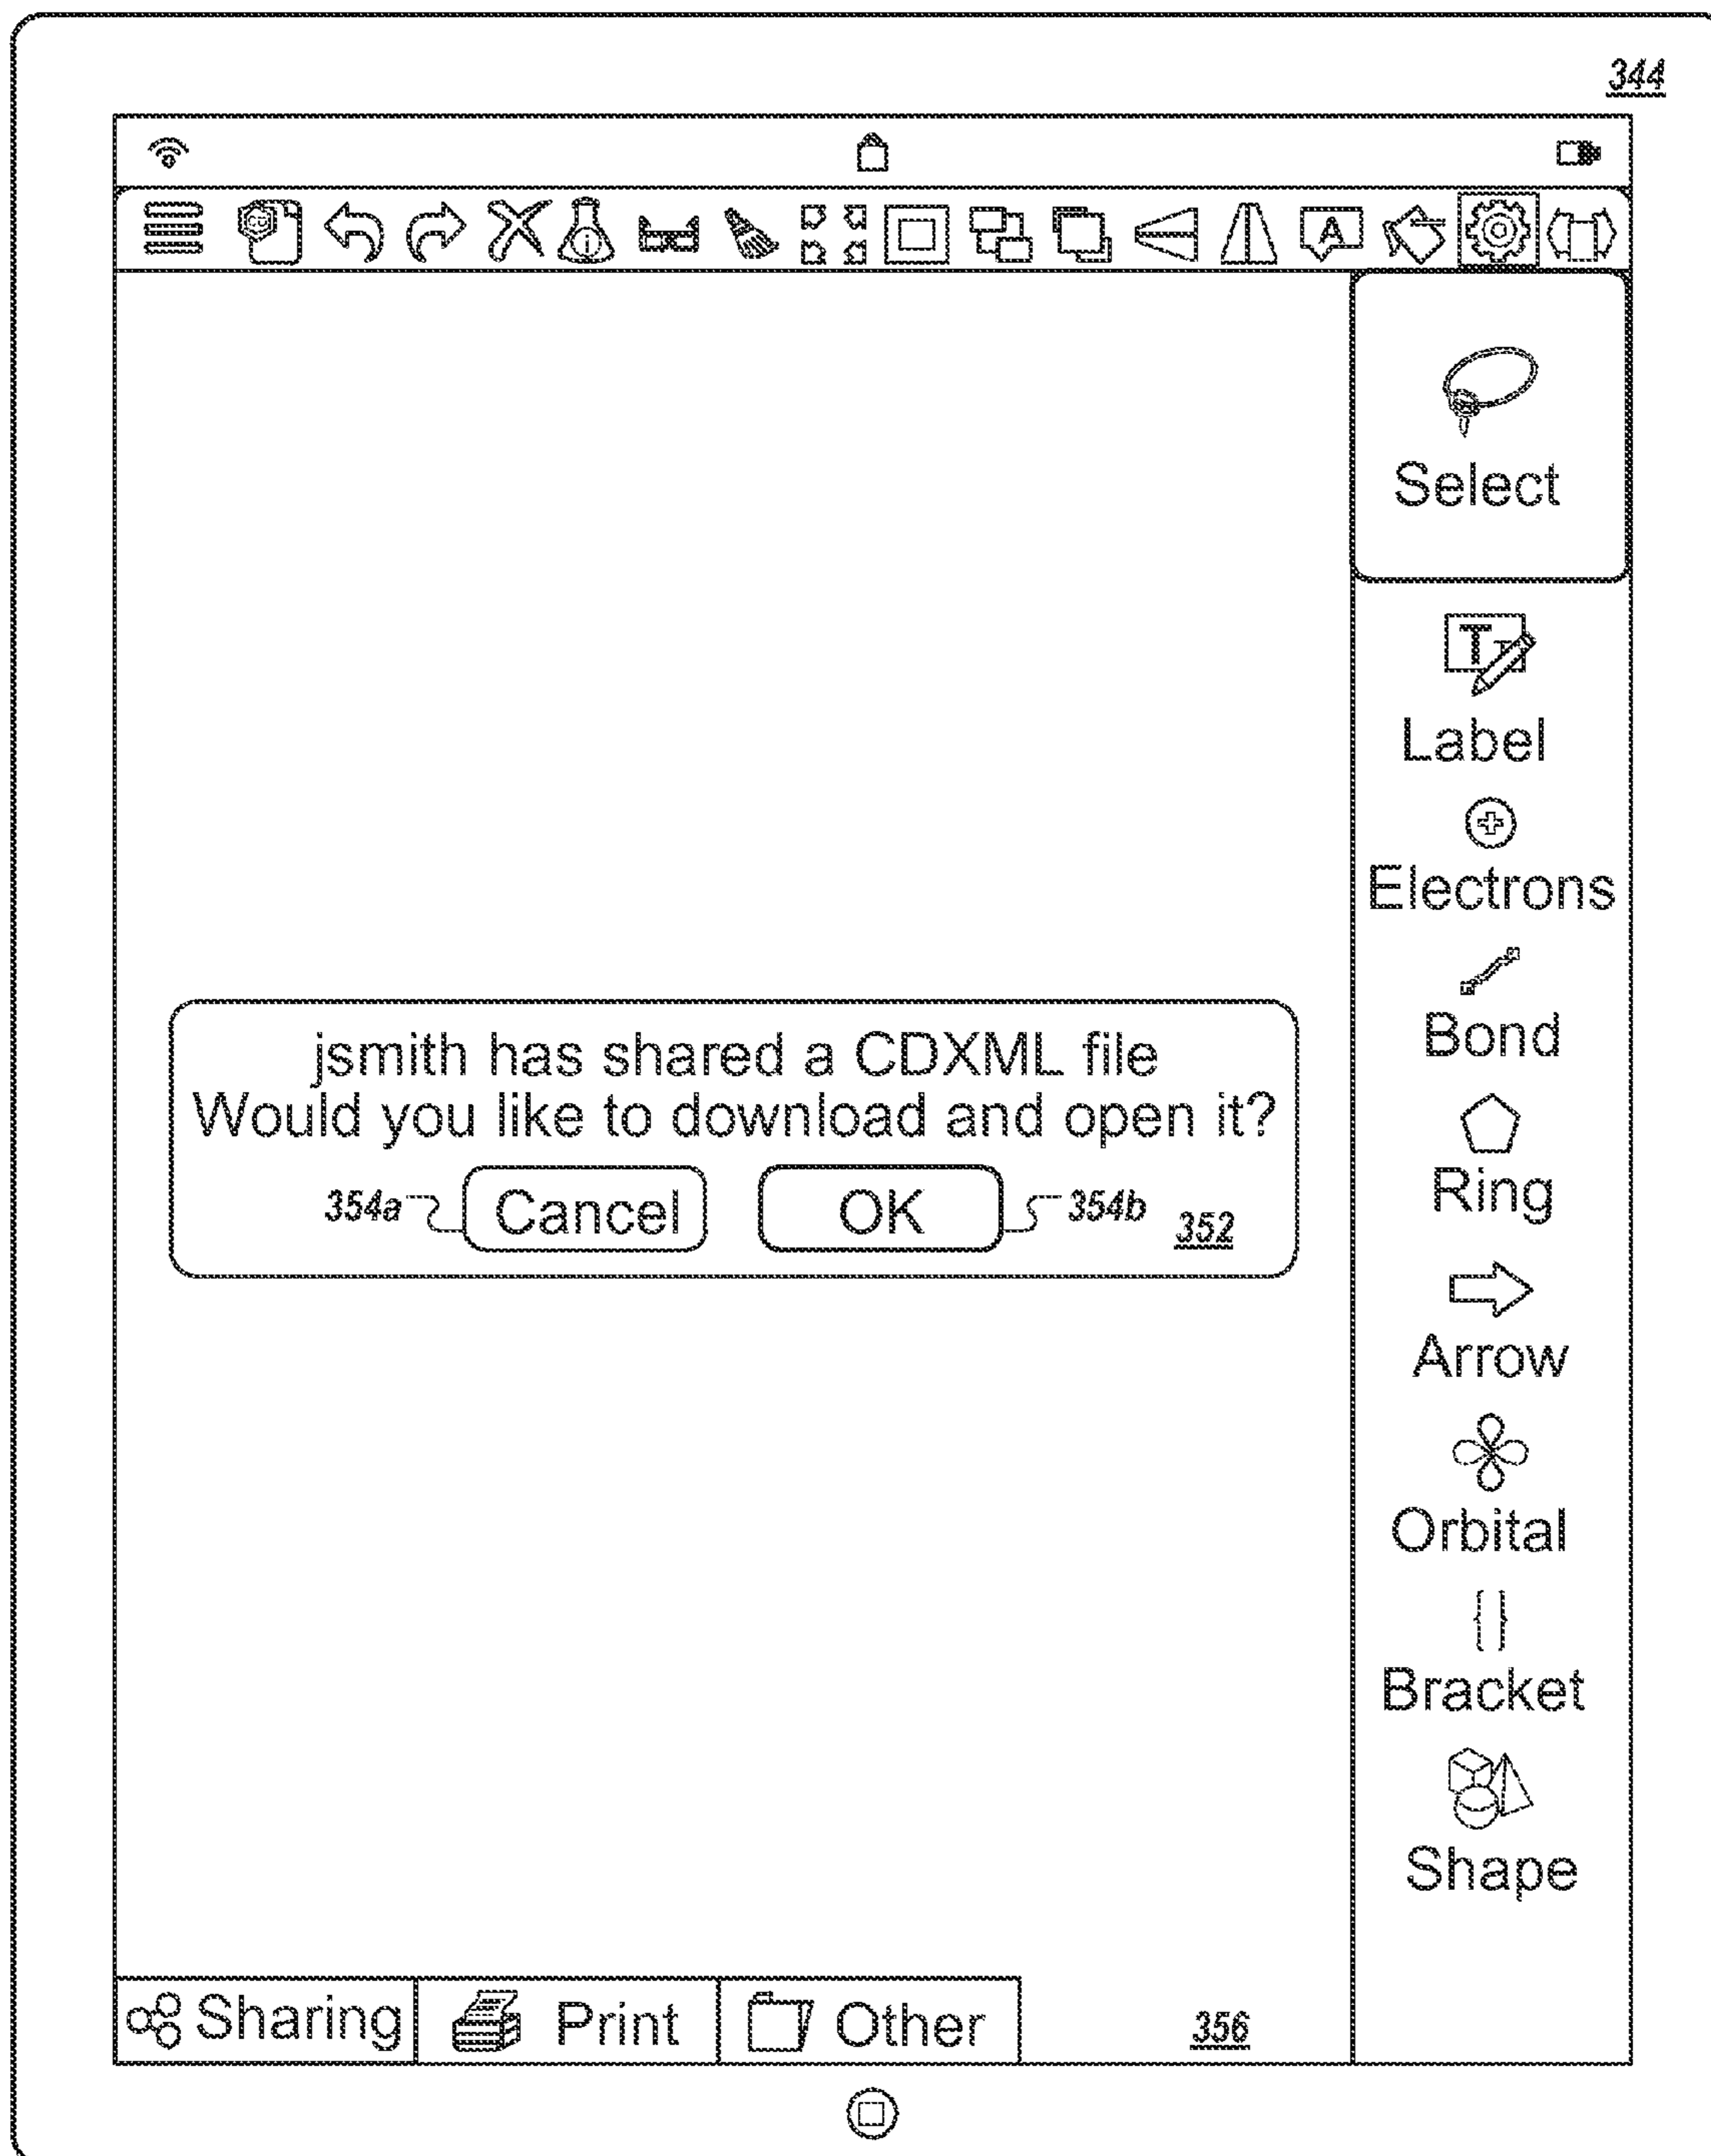 344
A
Select
T T
Label
Electrons
Bond
Ring
Arrow
Orbital
{ }
Bracket
Shape
jsmith has shared a CDXML file
Would you like to download and open it?
354a Cancel OK 354b 352
Sharing Print Other 356